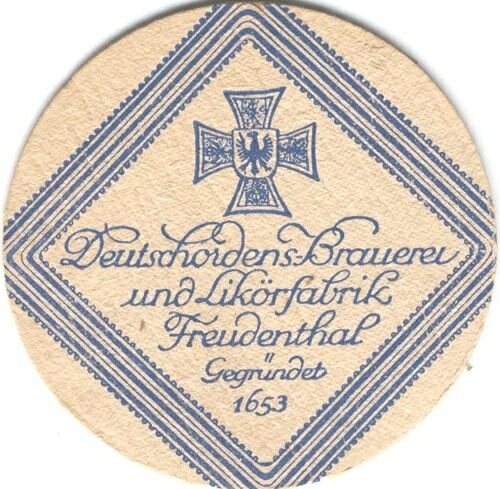 Deutschordens-Brauerei
und Likörfabrik
Freudenthal
Gegründet
1653